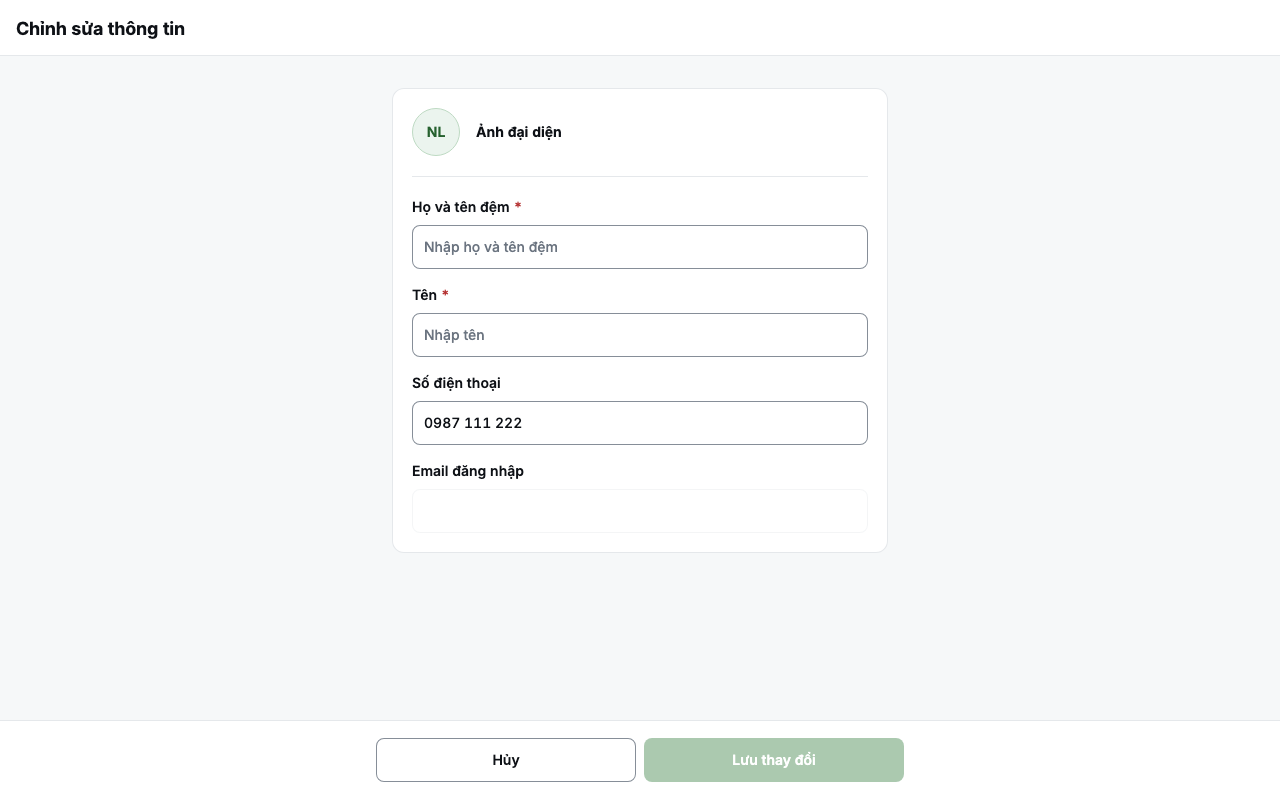 Chỉnh sửa thông tin
NL
Ảnh đại diện
Họ và tên đệm *
Nhập họ và tên đệm
Tên *
Nhập tên
Số điện thoại
0987 111 222
Email đăng nhập
Hủy
Lưu thay đổi